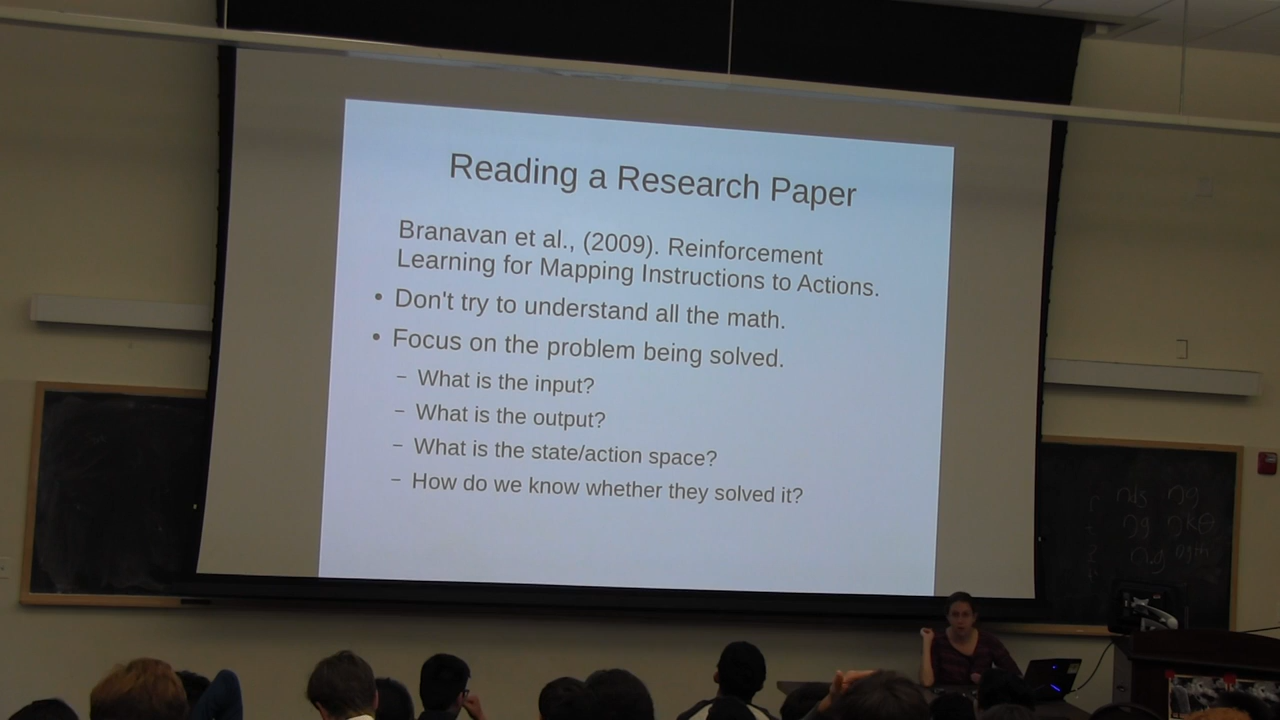 Reading a Research Paper
Branavan et al., (2009). Reinforcement
Learning for Mapping Instructions to Actions.
• Don't try to understand all the math.
• Focus on the problem being solved.
– What is the input?
– What is the output?
– What is the state/action space?
– How do we know whether they solved it?